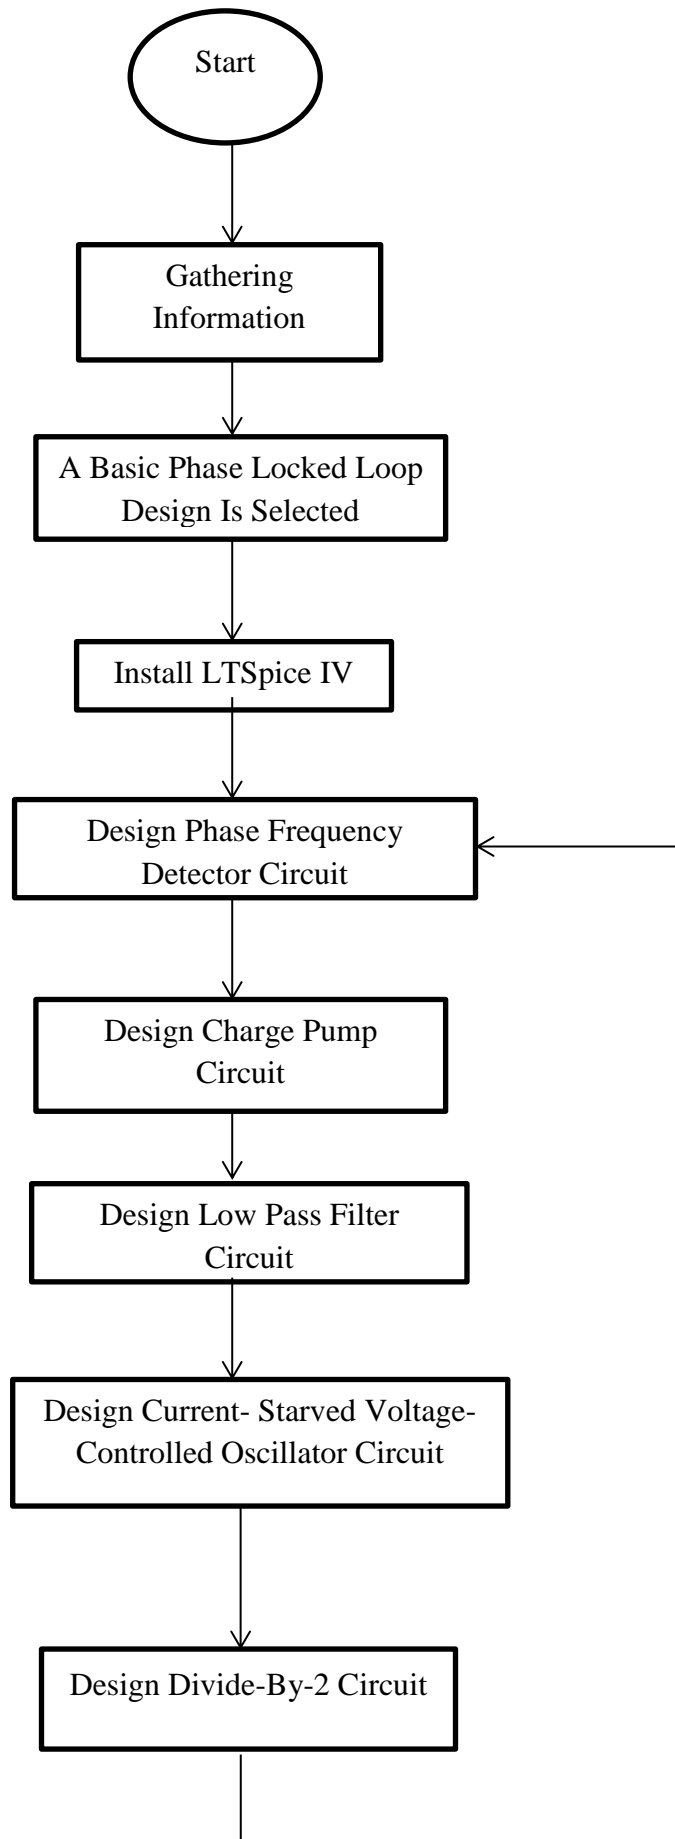 Start
Gathering
Information
A Basic Phase Locked Loop
Design Is Selected
Install LTSpice IV
Design Phase Frequency
Detector Circuit
Design Charge Pump
Circuit
Design Low Pass Filter
Circuit
Design Current- Starved Voltage-
Controlled Oscillator Circuit
Design Divide-By-2 Circuit